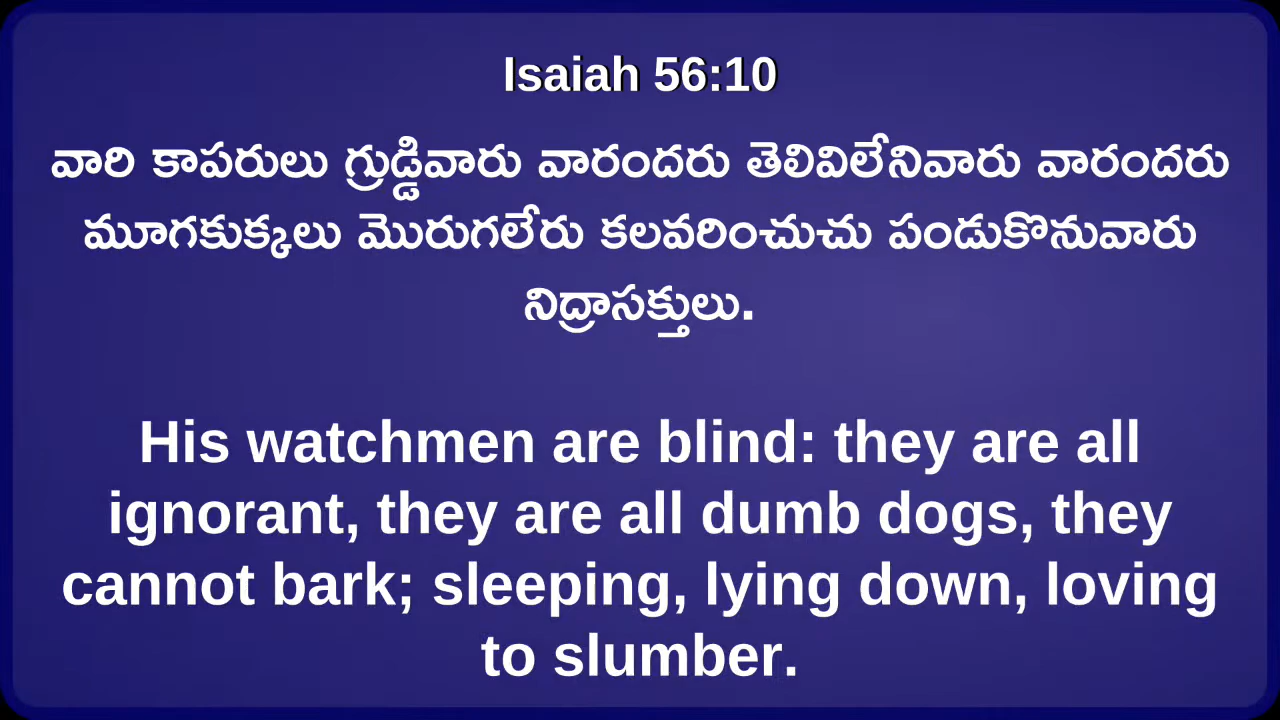 Isaiah 56:10
వారి కాపరులు గ్రుడ్డివారు వారందరు తెలివిలేనివారు వారందరు
మూగకుక్కలు మొరుగలేరు కలవరించుచు పండుకొనువారు
నిద్రాసక్తులు.
His watchmen are blind: they are all
ignorant, they are all dumb dogs, they
cannot bark; sleeping, lying down, loving
to slumber.